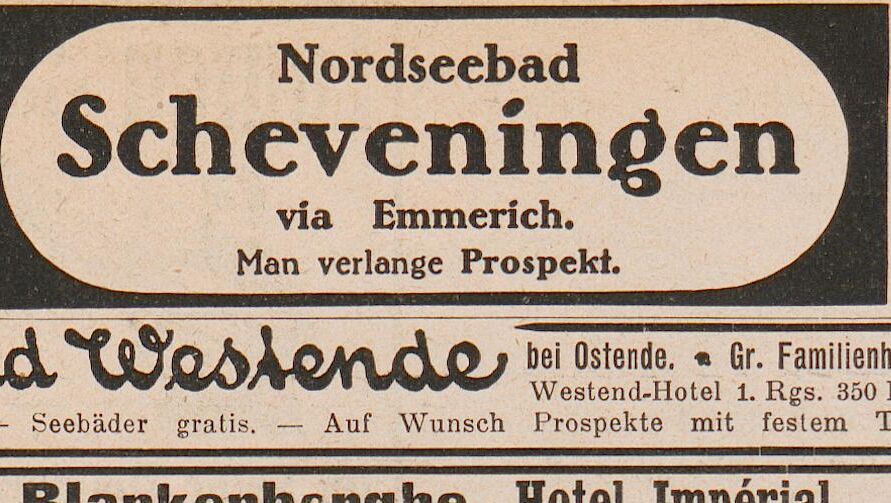 Nordseebad
Scheveningen
via Emmerich.
Man verlange Prospekt.
Westende bei Ostende. Gr.
Westend-Hotel 1. Rgs. 350
— Seebäder gratis. — Auf Wunsch Prospekte mit festem
Blankenberghe Hotel Impérial